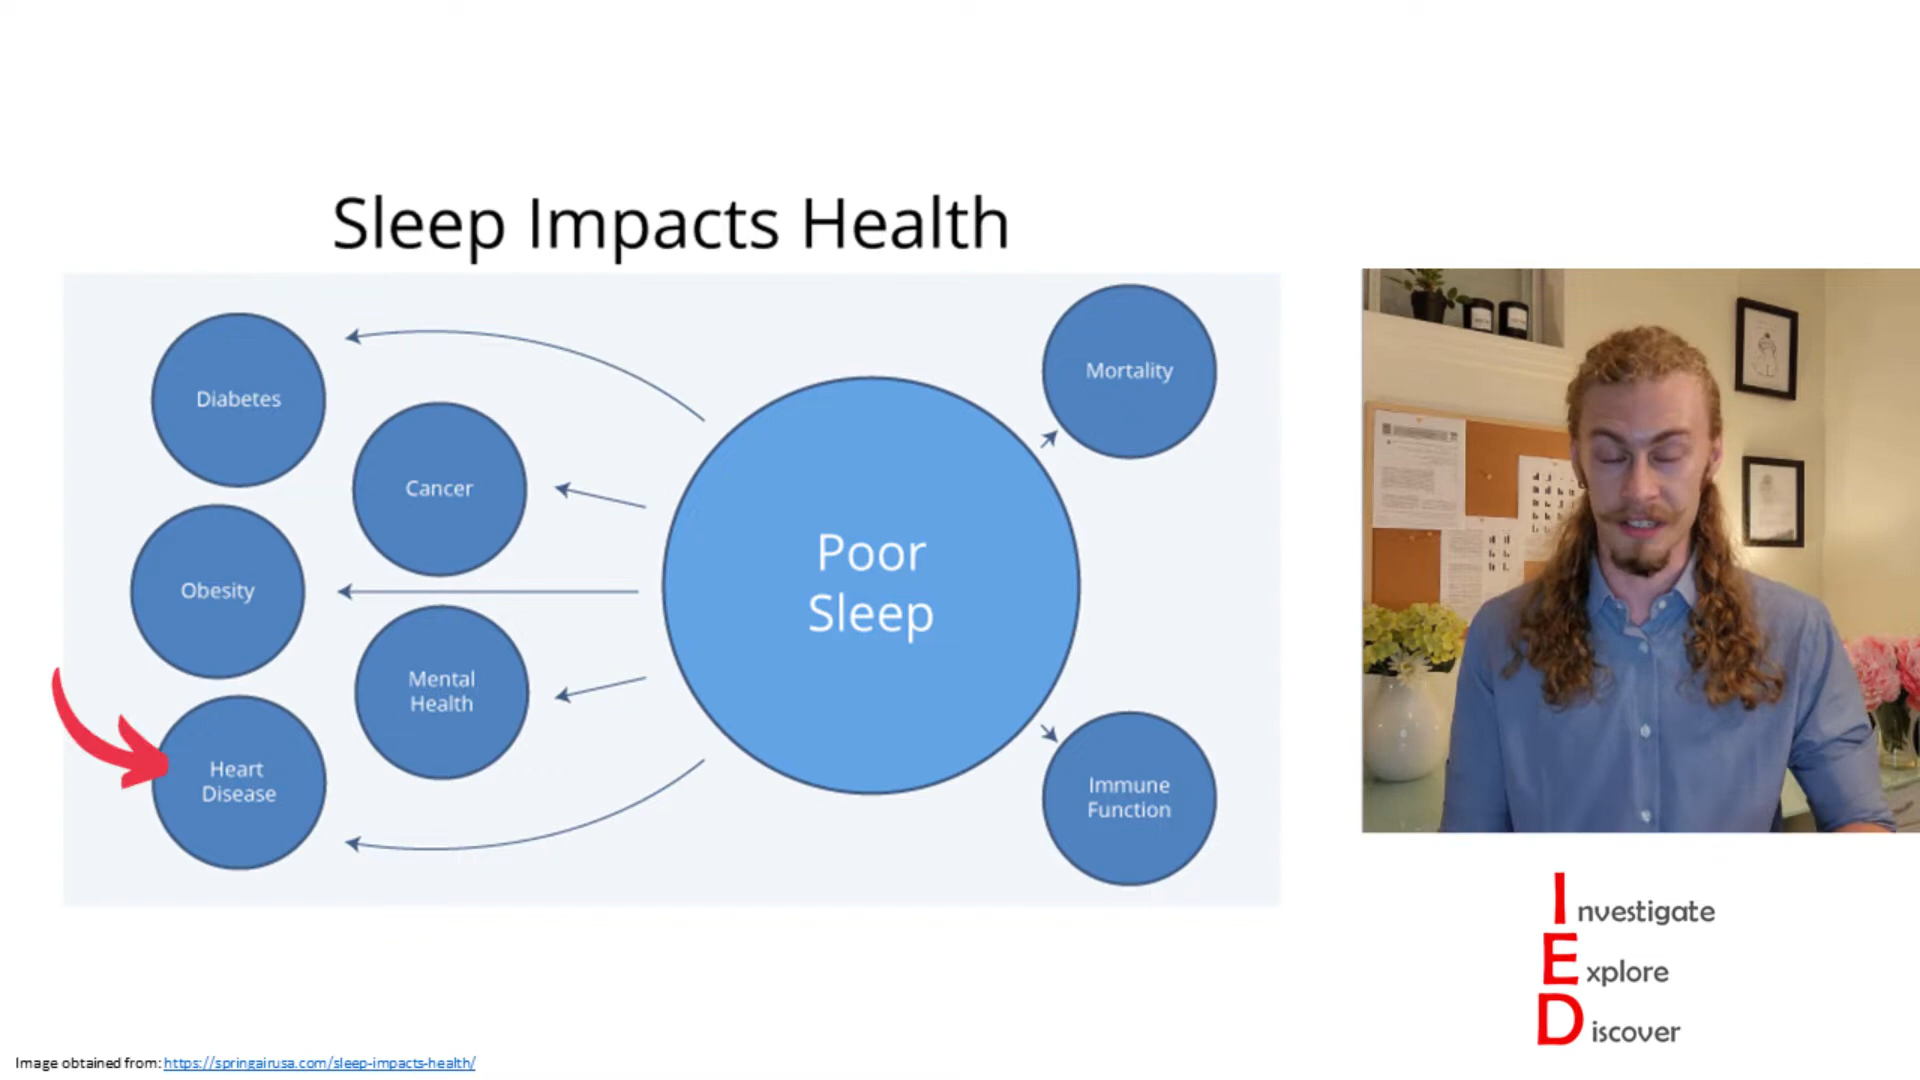 Sleep Impacts Health
Diabetes
Cancer
Obesity
Mental
Health
Heart
Disease
Poor
Sleep
Mortality
Immune
Function
Investigate
Explore
Discover
Image obtained from: https://springairusa.com/sleep-impacts-health/